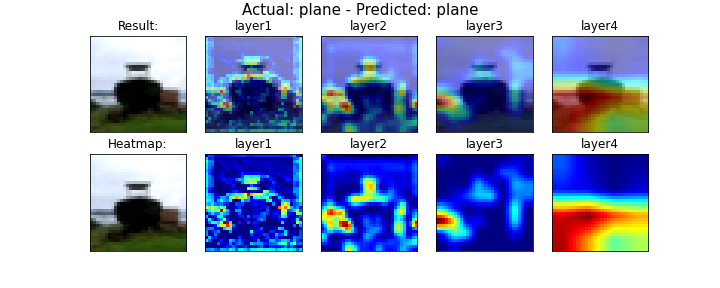 Actual: plane - Predicted: plane
Result: layer1 layer2 layer3 layer4
Heatmap: layer1 layer2 layer3 layer4